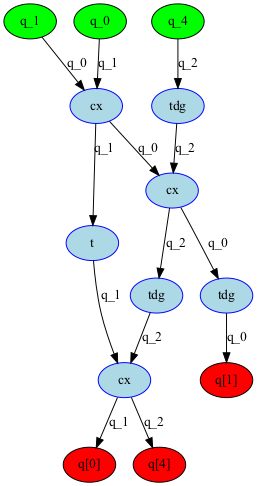 q_1 q_0 q_4
q_0 q_1 q_2
cx tdg
q_1 q_0 q_2
cx
t q_2 q_0
q_1 tdg tdg
q_2 q_0
cx q[1]
q_1 q_2
q[0] q[4]